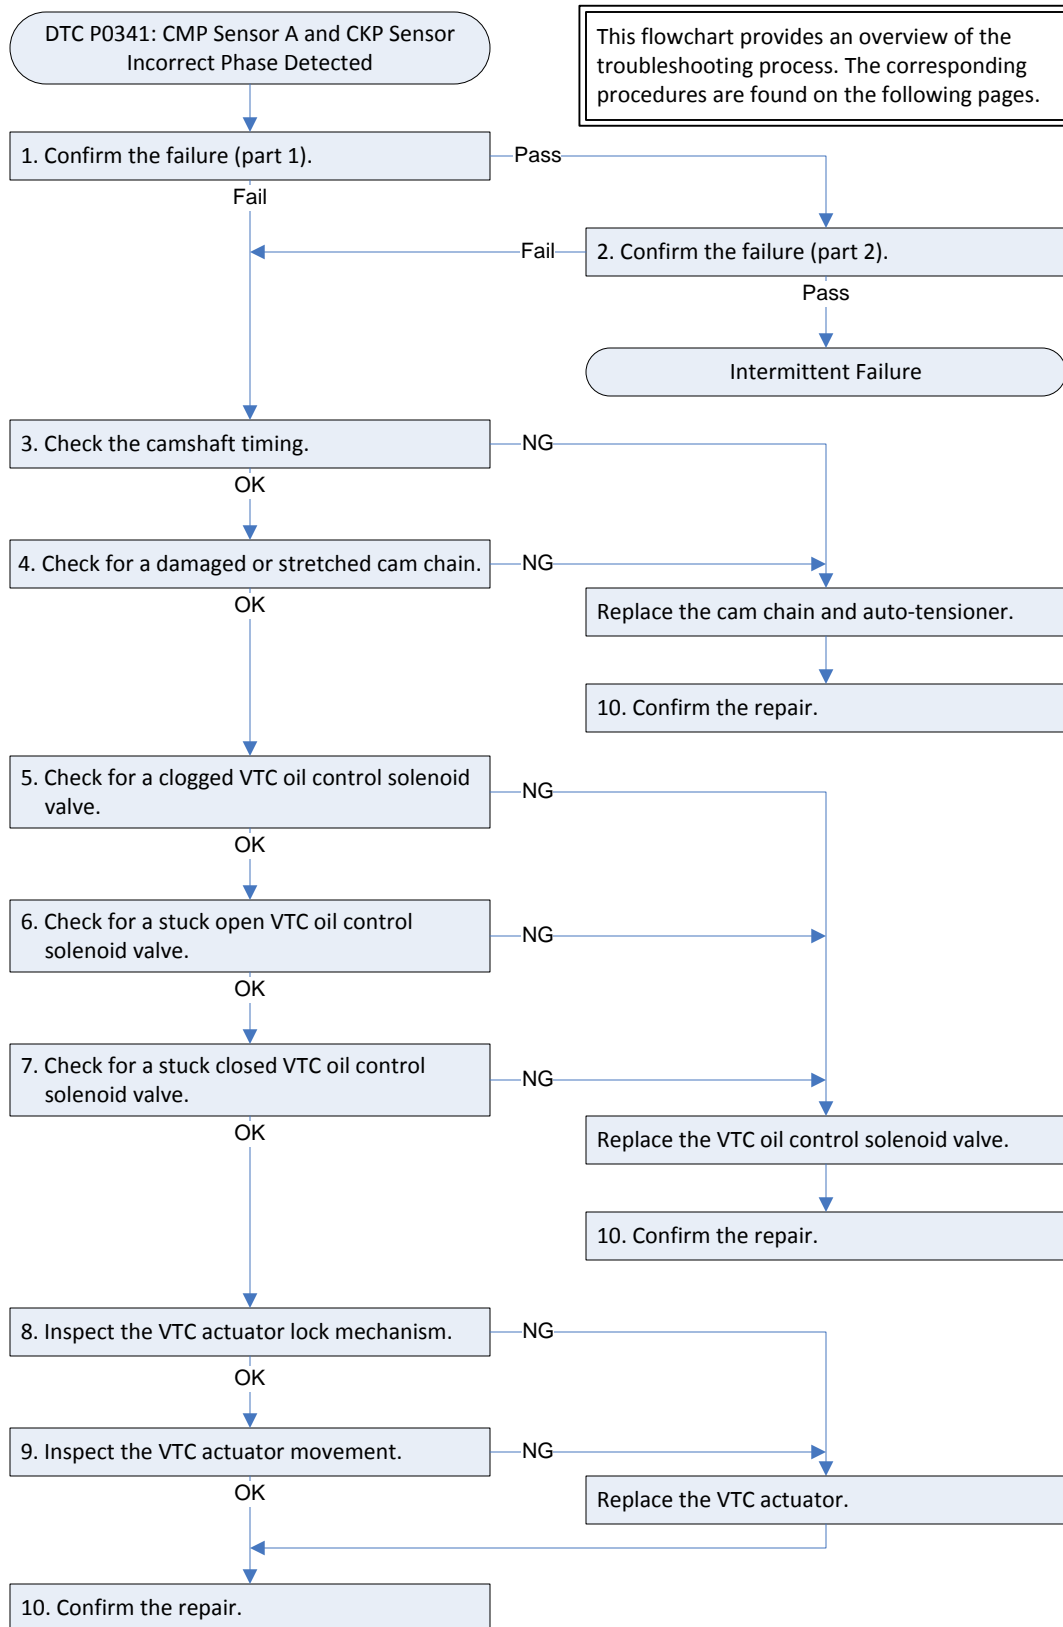 DTC P0341: CMP Sensor A and CKP Sensor
Incorrect Phase Detected
This flowchart provides an overview of the
troubleshooting process. The corresponding
procedures are found on the following pages.
1. Confirm the failure (part 1).
Pass
Fail
2. Confirm the failure (part 2).
Fail
Pass
Intermittent Failure
3. Check the camshaft timing.
NG
OK
4. Check for a damaged or stretched cam chain.
NG
OK
Replace the cam chain and auto-tensioner.
10. Confirm the repair.
5. Check for a clogged VTC oil control solenoid
valve.
NG
OK
6. Check for a stuck open VTC oil control
solenoid valve.
NG
OK
7. Check for a stuck closed VTC oil control
solenoid valve.
NG
OK
Replace the VTC oil control solenoid valve.
10. Confirm the repair.
8. Inspect the VTC actuator lock mechanism.
NG
OK
9. Inspect the VTC actuator movement.
NG
OK
Replace the VTC actuator.
10. Confirm the repair.